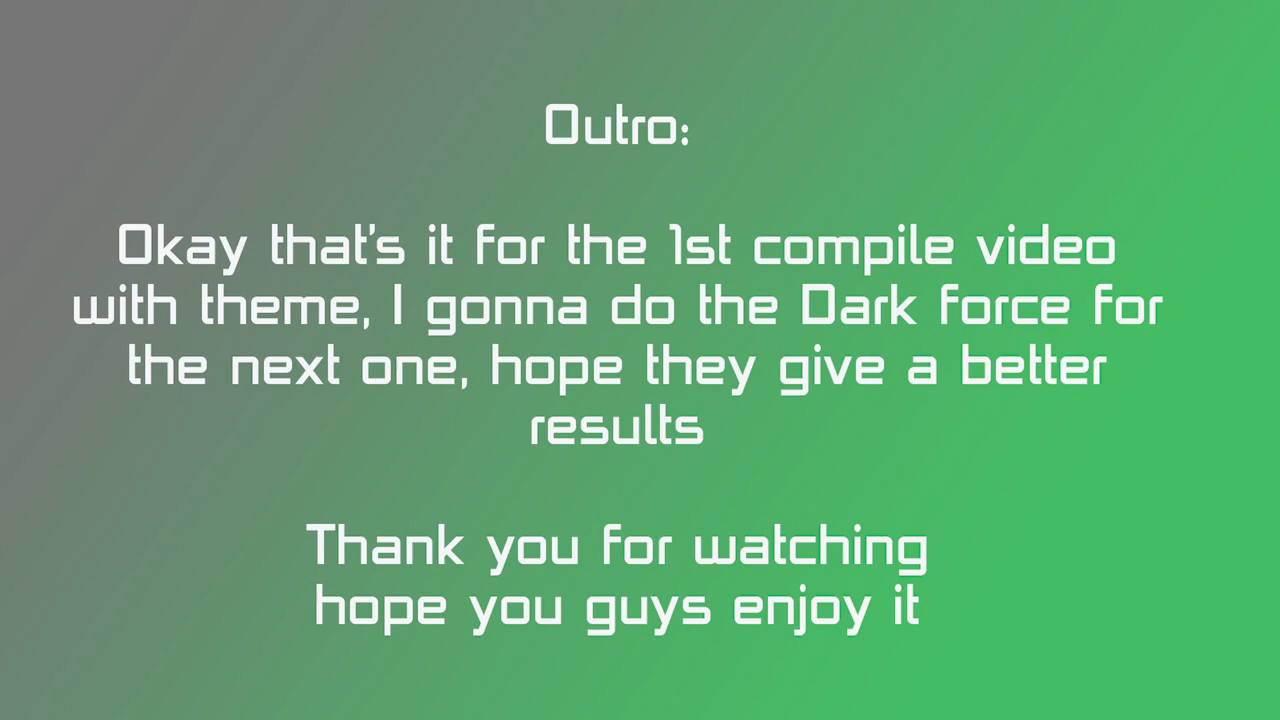 Outro:
Okay that's it for the 1st compile video
with theme, I gonna do the Dark force for
the next one, hope they give a better
results
Thank you for watching
hope you guys enjoy it